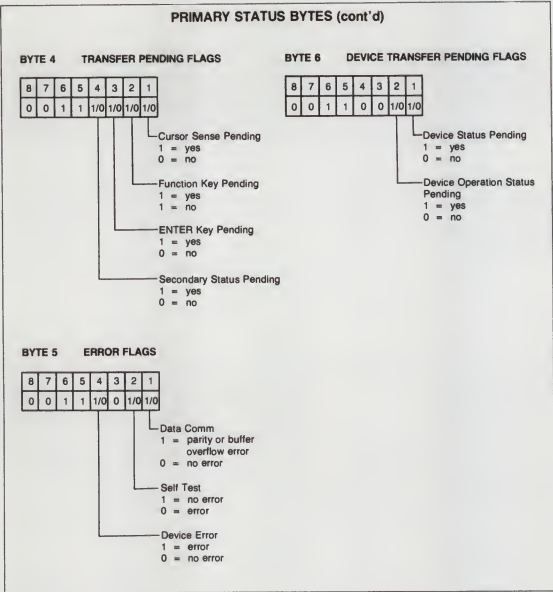 PRIMARY STATUS BYTES (cont'd)
BYTE 4 TRANSFER PENDING FLAGS
8 7 6 5 4 3 2 1
0 0 1 1 1/0 1/0 1/0 1/0
Cursor Sense Pending
1 = yes
0 = no
Function Key Pending
1 = yes
1 = no
ENTER Key Pending
1 = yes
0 = no
Secondary Status Pending
1 = yes
0 = no
BYTE 6 DEVICE TRANSFER PENDING FLAGS
8 7 6 5 4 3 2 1
0 0 1 1 0 0 1/0 1/0
Device Status Pending
1 = yes
0 = no
Device Operation Status
Pending
1 = yes
0 = no
BYTE 5 ERROR FLAGS
8 7 6 5 4 3 2 1
0 0 1 1 1/0 0 1/0 1/0
Data Comm
1 = parity or buffer
overflow error
0 = no error
Self Test
1 = no error
0 = error
Device Error
1 = error
0 = no error